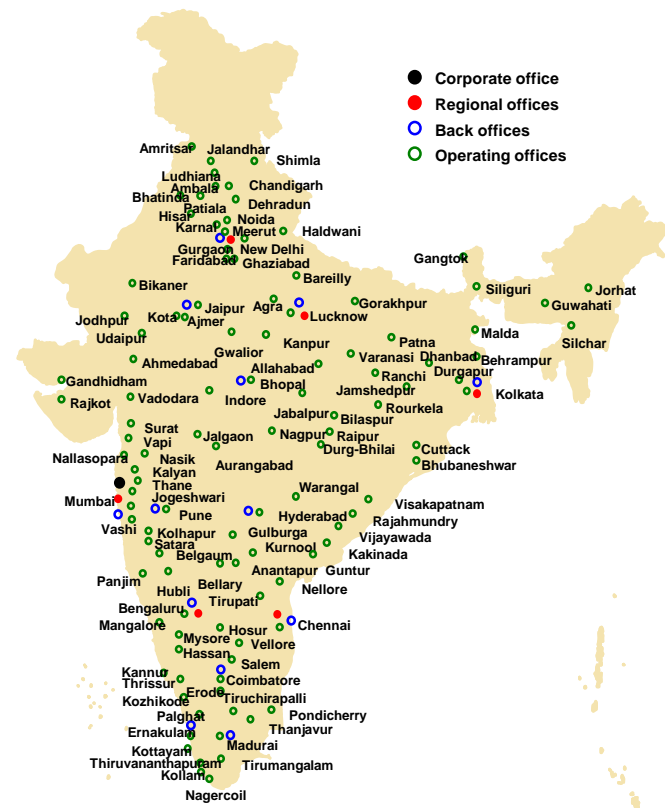 Corporate office
Regional offices
Back offices
Operating offices
Amritsar
Jalandhar
Shimla
Ludhiana
Ambala
Chandigarh
Bhatinda
Patiala
Dehradun
Hisar
Noida
Karnal
Meerut
Haldwani
Gurgaon
New Delhi
Faridabad
Ghaziabad
Gangtok
Bareilly
Bikaner
Siliguri
Jorhat
Gorakhpur
Guwahati
Jaipur
Agra
Jodhpur
Kota
Ajmer
Lucknow
Malda
Silchar
Udaipur
Kanpur
Patna
Gwalior
Varanasi
Dhanbad
Behrampur
Ahmedabad
Allahabad
Ranchi
Durgapur
Gandhidham
Bhopal
Jamshedpur
Kolkata
Rajkot
Vadodara
Indore
Rourkela
Jabalpur
Bilaspur
Surat
Jalgaon
Nagpur
Raipur
Vapi
Durg-Bhilai
Cuttack
Nallasopara
Nasik
Aurangabad
Bhubaneshwar
Kalyan
Thane
Warangal
Jogeshwari
Mumbai
Visakapatnam
Pune
Hyderabad
Rajahmundry
Vashi
Kolhapur
Gulburga
Vijayawada
Satara
Kurnool
Kakinada
Belgaum
Anantapur
Guntur
Panjim
Bellary
Nellore
Hubli
Tirupati
Bengaluru
Mangalore
Hosur
Chennai
Mysore
Vellore
Hassan
Salem
Kannur
Coimbatore
Thrissur
Erode
Tiruchirapalli
Kozhikode
Palghat
Pondicherry
Ernakulam
Thanjavur
Kottayam
Madurai
Thiruvananthapuram
Tirumangalam
Kollam
Nagercoil